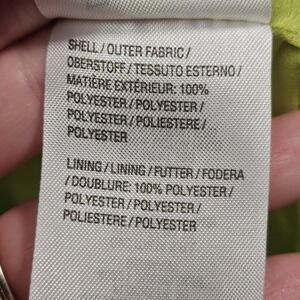 SHELL / OUTER FABRIC /
OBERSTOFF / TESSUTO ESTERNO /
MATIÈRE EXTÉRIEUR: 100%
POLYESTER / POLYESTER /
POLYESTER / POLIESTERE /
POLYESTER
LINING / LINING / FUTTER / FODERA
/ DOUBLURE: 100% POLYESTER /
POLYESTER / POLYESTER /
POLIESTERE / POLYESTER